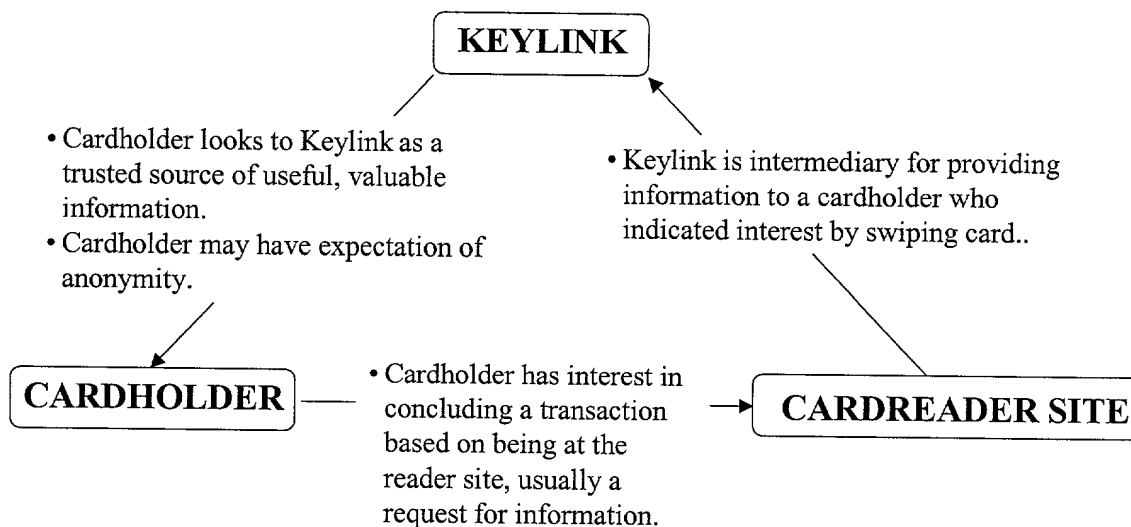 KEYLINK
• Cardholder looks to Keylink as a
trusted source of useful, valuable
information.
• Cardholder may have expectation of
anonymity.
• Keylink is intermediary for providing
information to a cardholder who
indicated interest by swiping card..
CARDHOLDER
• Cardholder has interest in
concluding a transaction
based on being at the
reader site, usually a
request for information.
CARDREADER SITE